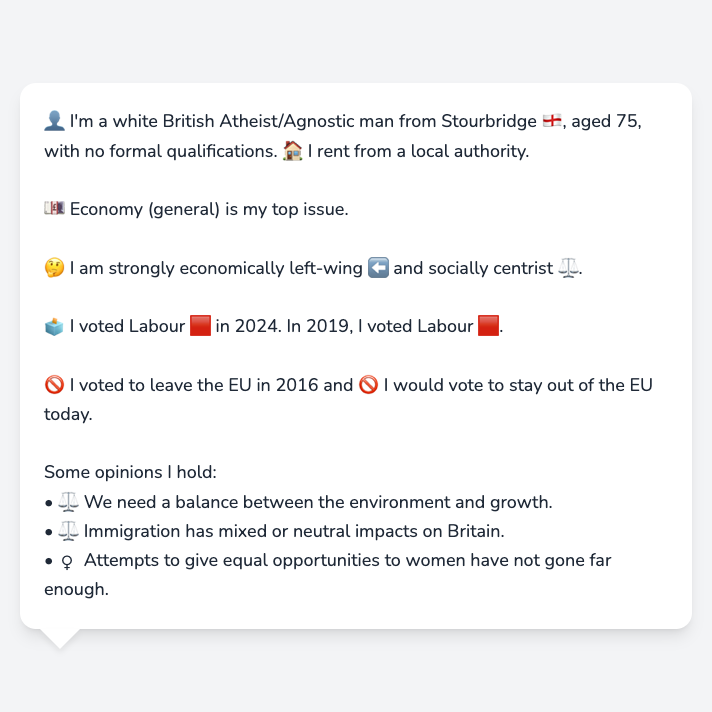 👤 I'm a white British Atheist/Agnostic man from Stourbridge 🏴󠁧󠁢󠁥󠁮󠁧󠁿, aged 75,
with no formal qualifications. 🏠 I rent from a local authority.
💷 Economy (general) is my top issue.
🤔 I am strongly economically left-wing ⬅️ and socially centrist ⚖️.
🗳️ I voted Labour 🟥 in 2024. In 2019, I voted Labour 🟥.
🚫 I voted to leave the EU in 2016 and 🚫 I would vote to stay out of the EU
today.
Some opinions I hold:
• ⚖️ We need a balance between the environment and growth.
• ⚖️ Immigration has mixed or neutral impacts on Britain.
• ♀ Attempts to give equal opportunities to women have not gone far
enough.